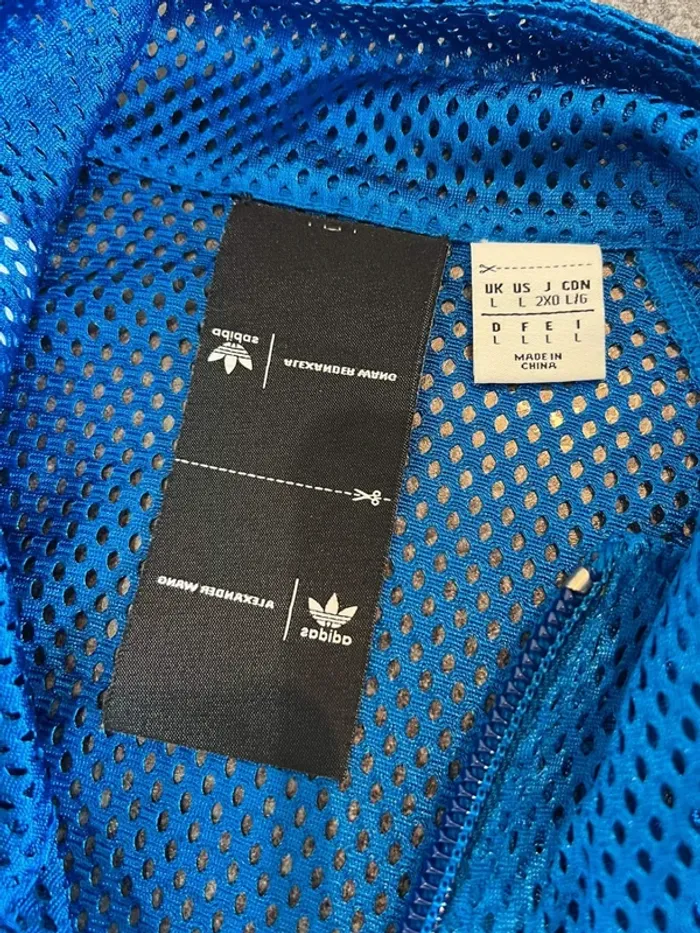 adidas
ALEXANDER WANG
ALEXANDER WANG
adidas
UK US J CDN
L L 2XO L/G
D F E I
L L L L
MADE IN
CHINA